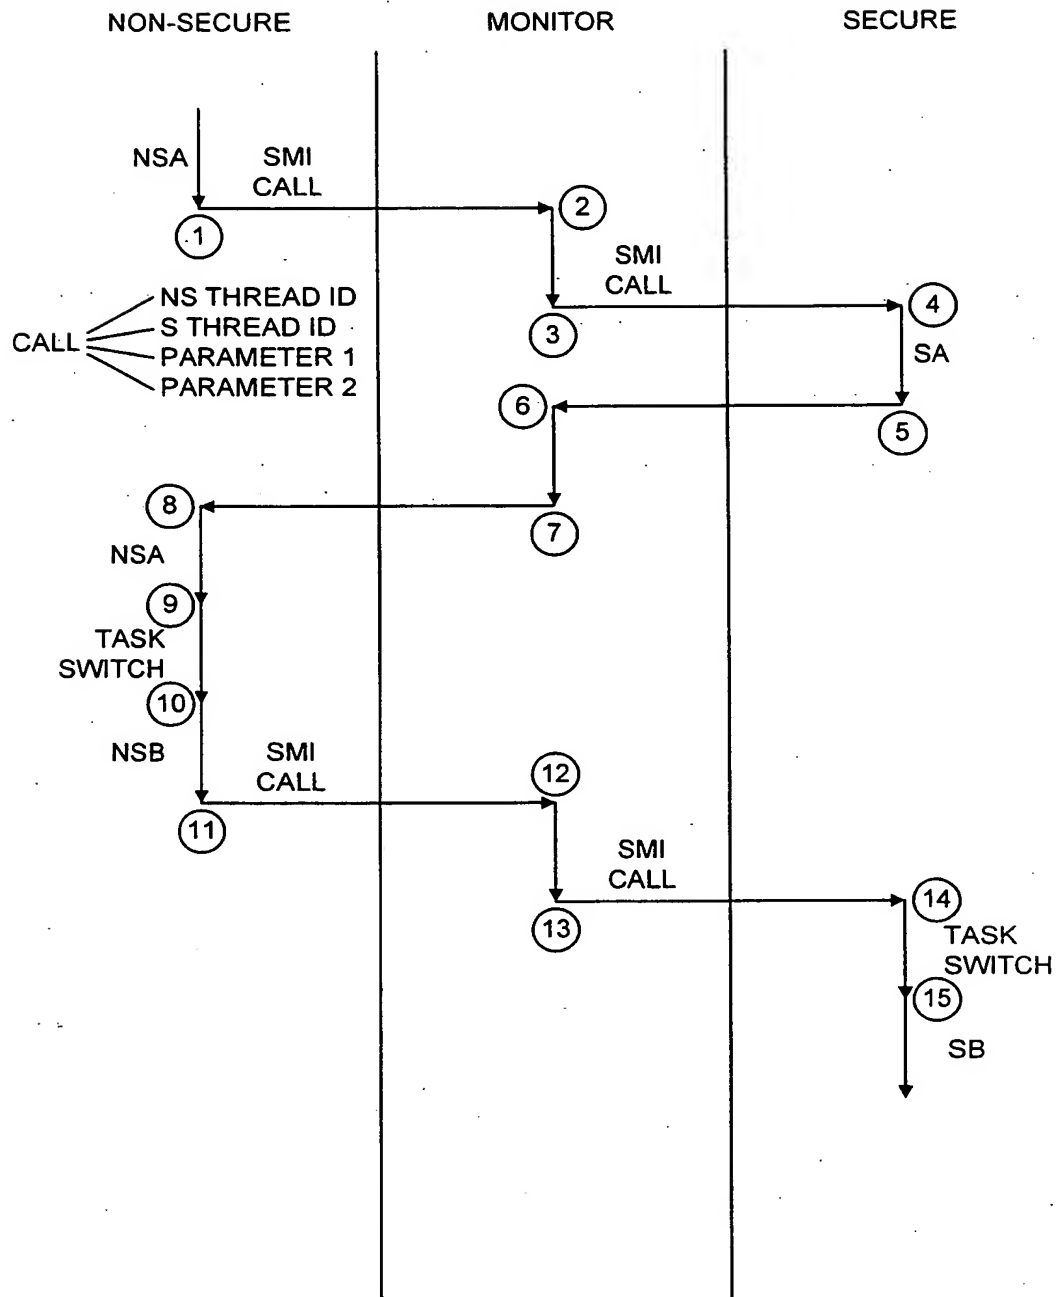 NON-SECURE
MONITOR
SECURE
NSA
SMI
CALL
1
2
SMI
CALL
3
4
SA
CALL
NS THREAD ID
S THREAD ID
PARAMETER 1
PARAMETER 2
6
5
8
7
NSA
9
TASK
SWITCH
10
NSB
SMI
CALL
11
12
SMI
CALL
13
14
TASK
SWITCH
15
SB